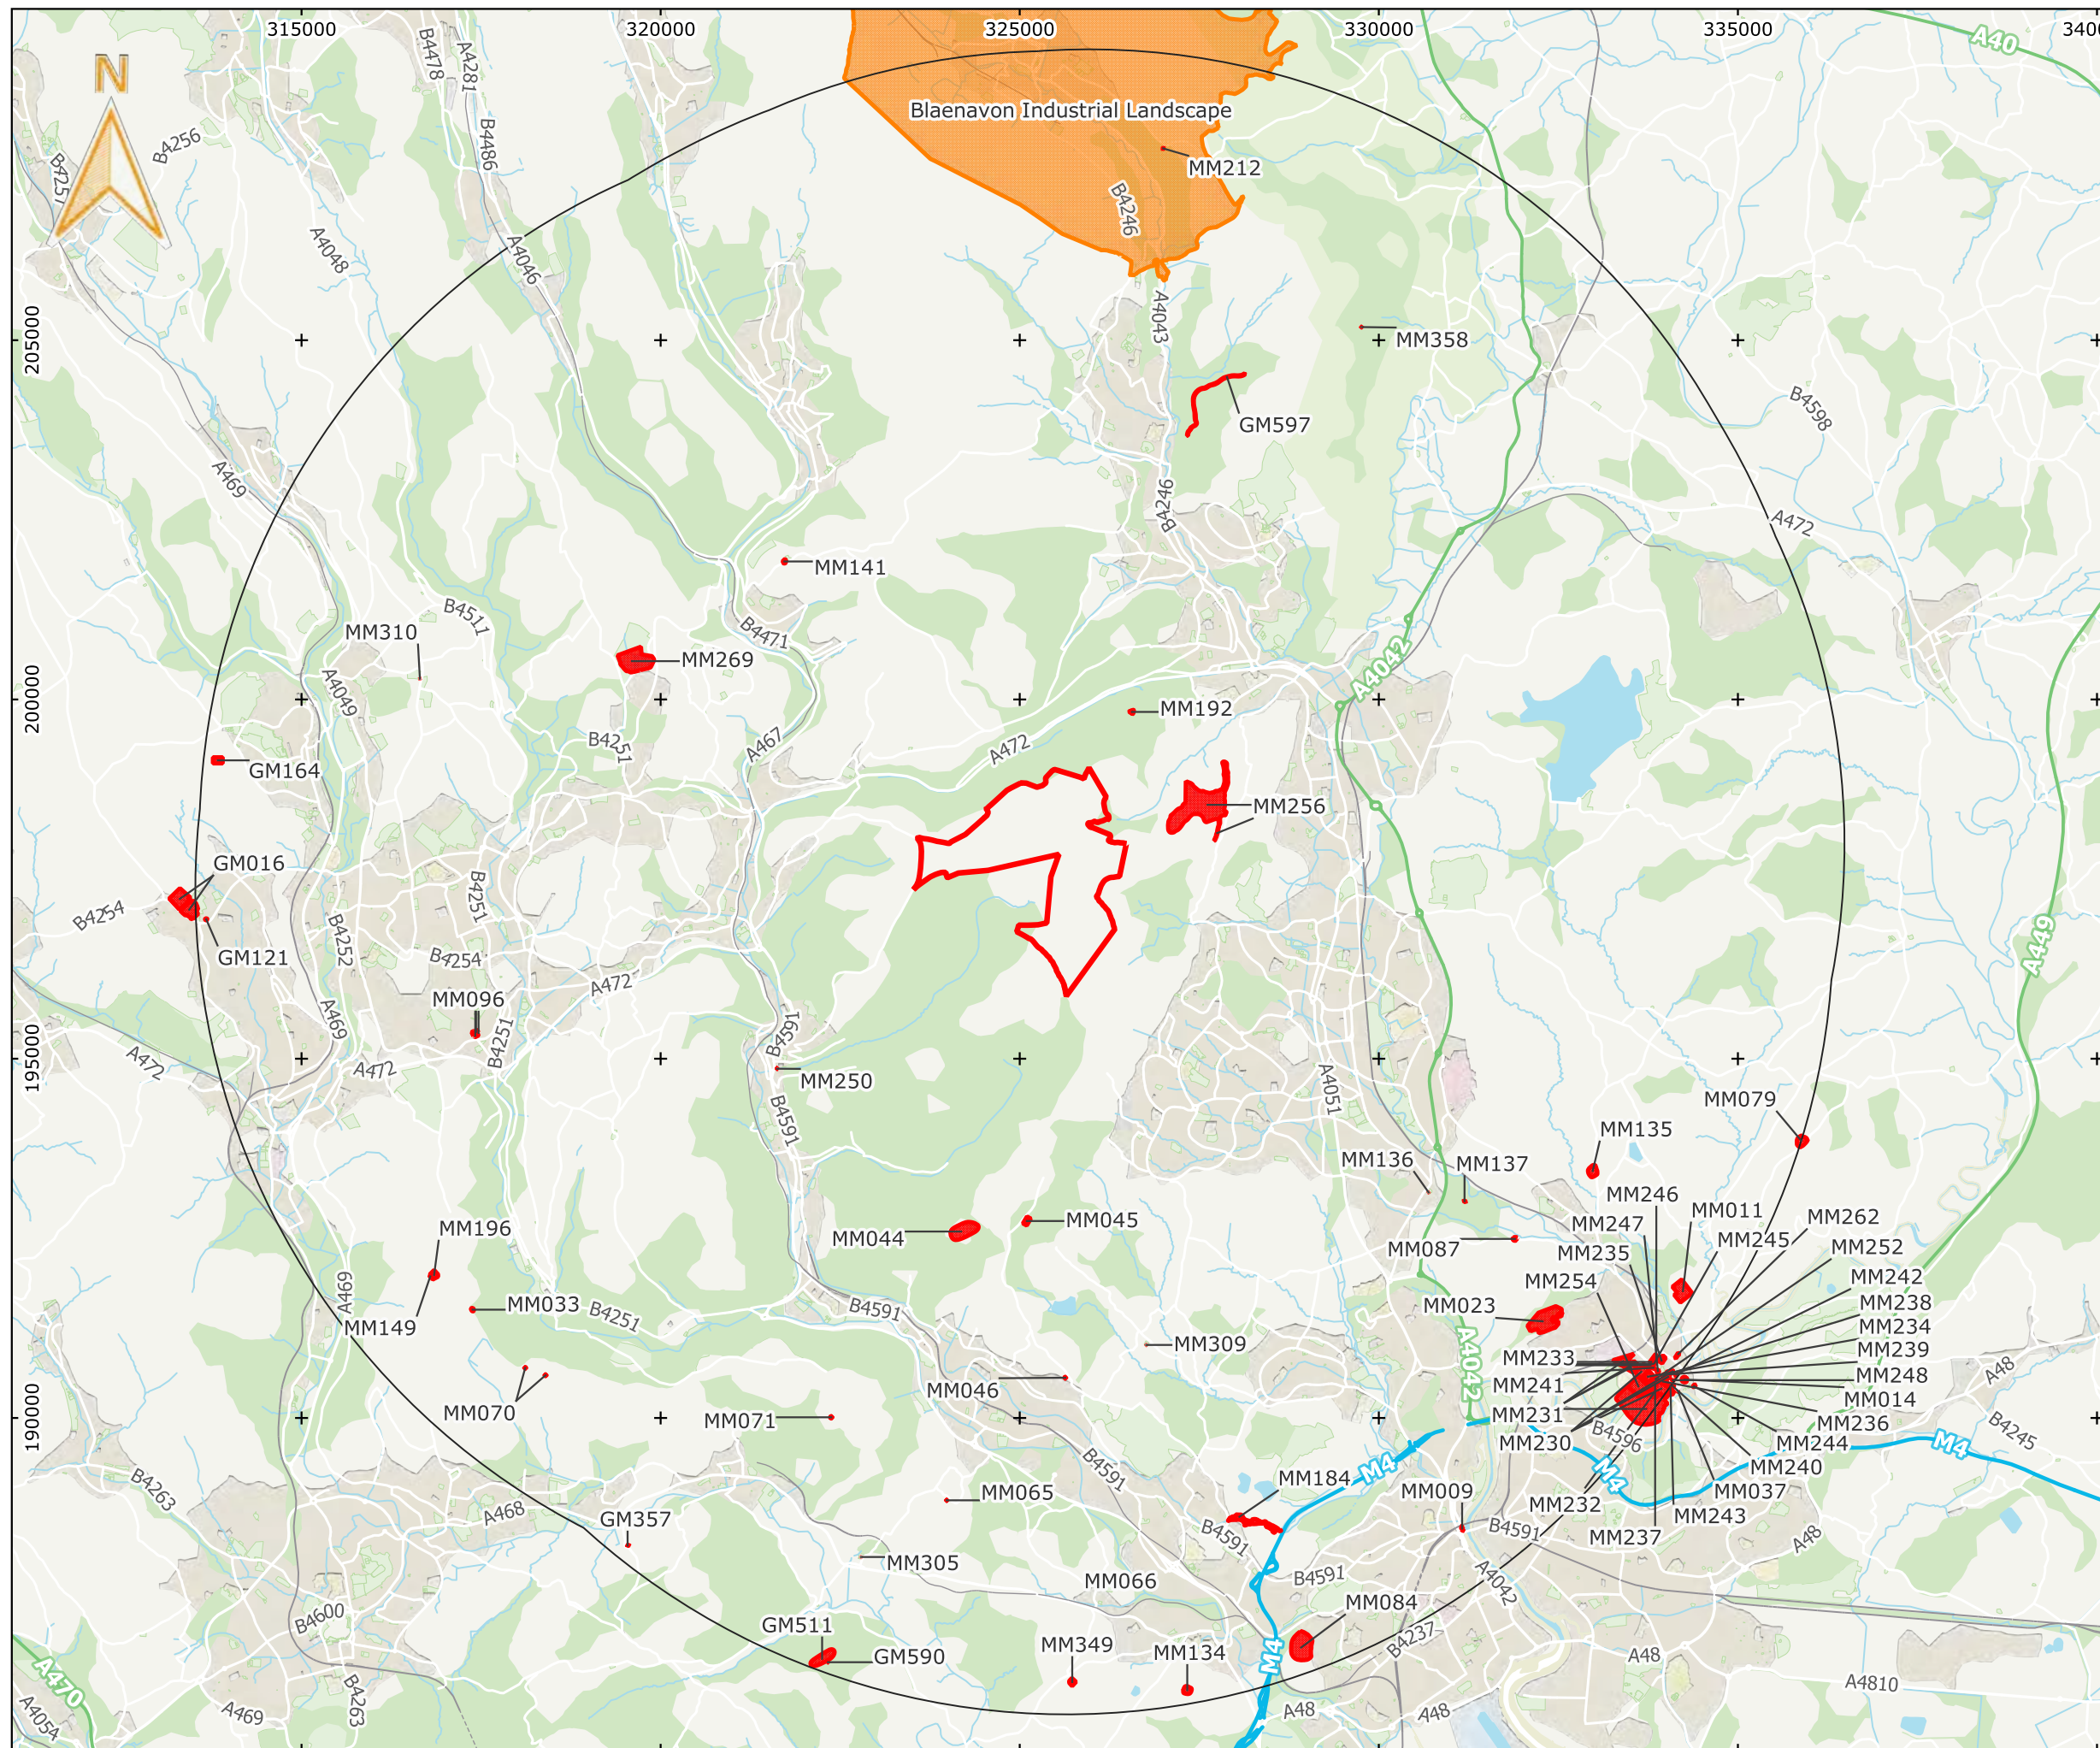 315000
320000
325000
330000
335000
3400
N
A40
B4478
A281
B4486
B4256
B4257
A4048
A4046
Blaenavon Industrial Landscape
MM212
B4246
205000
A4043
MM358
B4598
GM597
A469
B4246
A472
MM141
B4511
MM310
B4471
MM269
A4042
200000
A4049
MM192
B4251
A467
A472
GM164
MM256
GM016
B4254
B4251
B4252
GM121
B4254
A449
MM096
A472
A469
B4251
B4591
195000
A472
A472
MM250
B4591
A4051
MM079
MM135
MM136
MM137
MM246
MM011
MM262
MM247
MM245
MM252
MM235
MM196
MM044
MM045
MM087
MM254
MM242
A469
MM033
B4251
B4591
MM023
MM238
MM149
MM234
MM309
A4042
MM233
MM239
A48
MM046
MM241
MM248
MM070
MM071
MM014
190000
MM231
MM236
B4245
B4596
MM230
MM244
M4
M4
M4
MM240
B4263
B4591
MM184
MM065
MM009
MM037
A468
GM357
MM232
MM243
B4591
B4591
MM237
A48
MM305
MM066
B4591
A4042
B4600
MM084
GM511
MM349
MM134
B4237
GM590
M4
A48
A470
A4810
B4263
A469
A4054
A48
A48